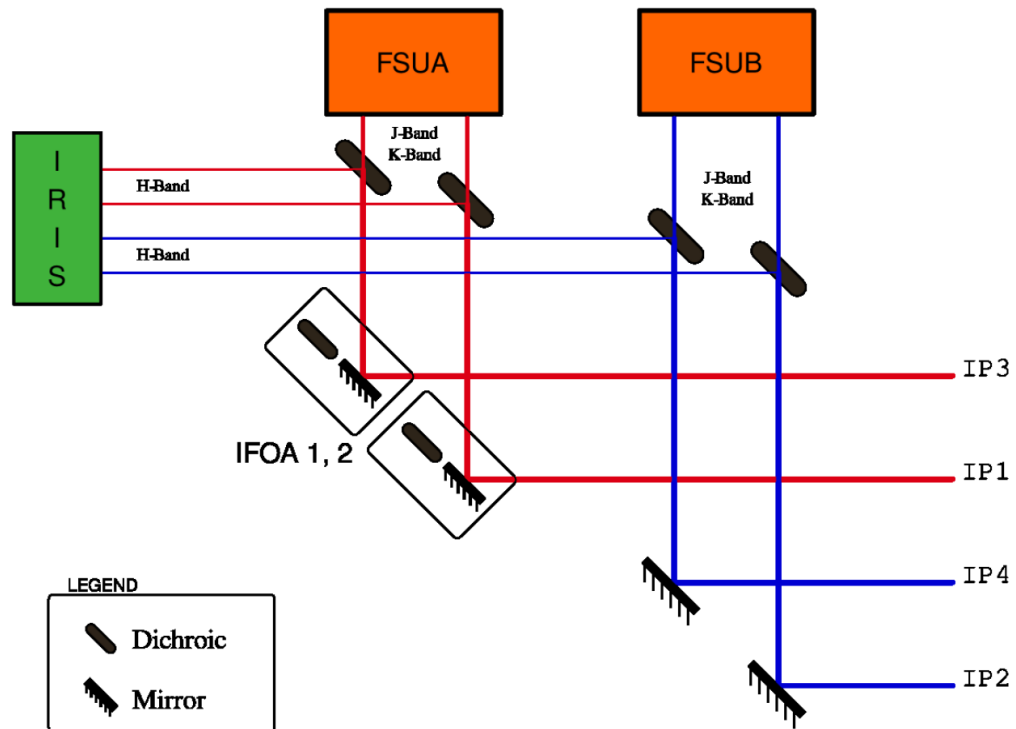 FSUA
FSUB
J-Band
K-Band
I
R
I
S
H-Band
J-Band
K-Band
H-Band
IP3
IFOA 1, 2
IP1
IP4
LEGEND
Dichroic
IP2
Mirror